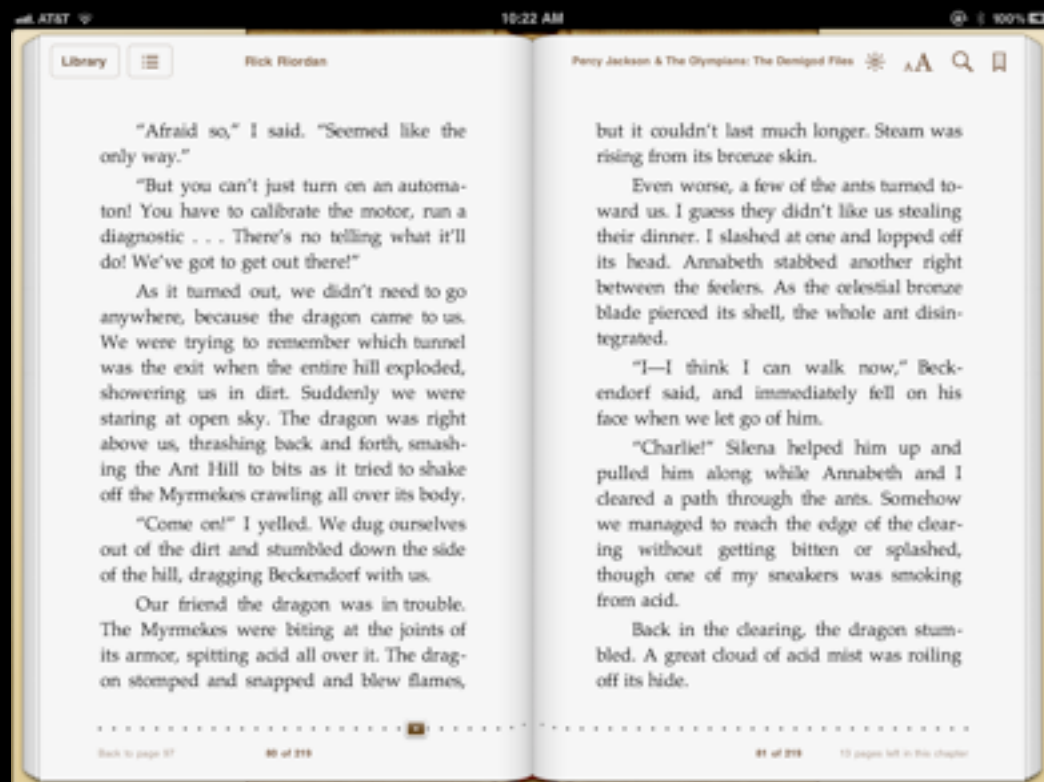 AT&T
10:22 AM
100%
Library
Rick Riordan
Percy Jackson & The Olympians: The Demigod Files
AA
"Afraid so," I said. "Seemed like the
only way."
"But you can't just turn on an automa-
ton! You have to calibrate the motor, run a
diagnostic . . . There's no telling what it'll
do! We've got to get out there!"
As it turned out, we didn't need to go
anywhere, because the dragon came to us.
We were trying to remember which tunnel
was the exit when the entire hill exploded,
showering us in dirt. Suddenly we were
staring at open sky. The dragon was right
above us, thrashing back and forth, smash-
ing the Ant Hill to bits as it tried to shake
off the Myrmekes crawling all over its body.
"Come on!" I yelled. We dug ourselves
out of the dirt and stumbled down the side
of the hill, dragging Beckendorf with us.
Our friend the dragon was in trouble.
The Myrmekes were biting at the joints of
its armor, spitting acid all over it. The drag-
on stomped and snapped and blew flames,
Back to page 97
80 of 219
but it couldn't last much longer. Steam was
rising from its bronze skin.
Even worse, a few of the ants turned to-
ward us. I guess they didn't like us stealing
their dinner. I slashed at one and lopped off
its head. Annabeth stabbed another right
between the feelers. As the celestial bronze
blade pierced its shell, the whole ant disin-
tegrated.
"I—I think I can walk now," Beck-
endorf said, and immediately fell on his
face when we let go of him.
"Charlie!" Silena helped him up and
pulled him along while Annabeth and I
cleared a path through the ants. Somehow
we managed to reach the edge of the clear-
ing without getting bitten or splashed,
though one of my sneakers was smoking
from acid.
Back in the clearing, the dragon stum-
bled. A great cloud of acid mist was roiling
off its hide.
81 of 219
10 pages left in this chapter